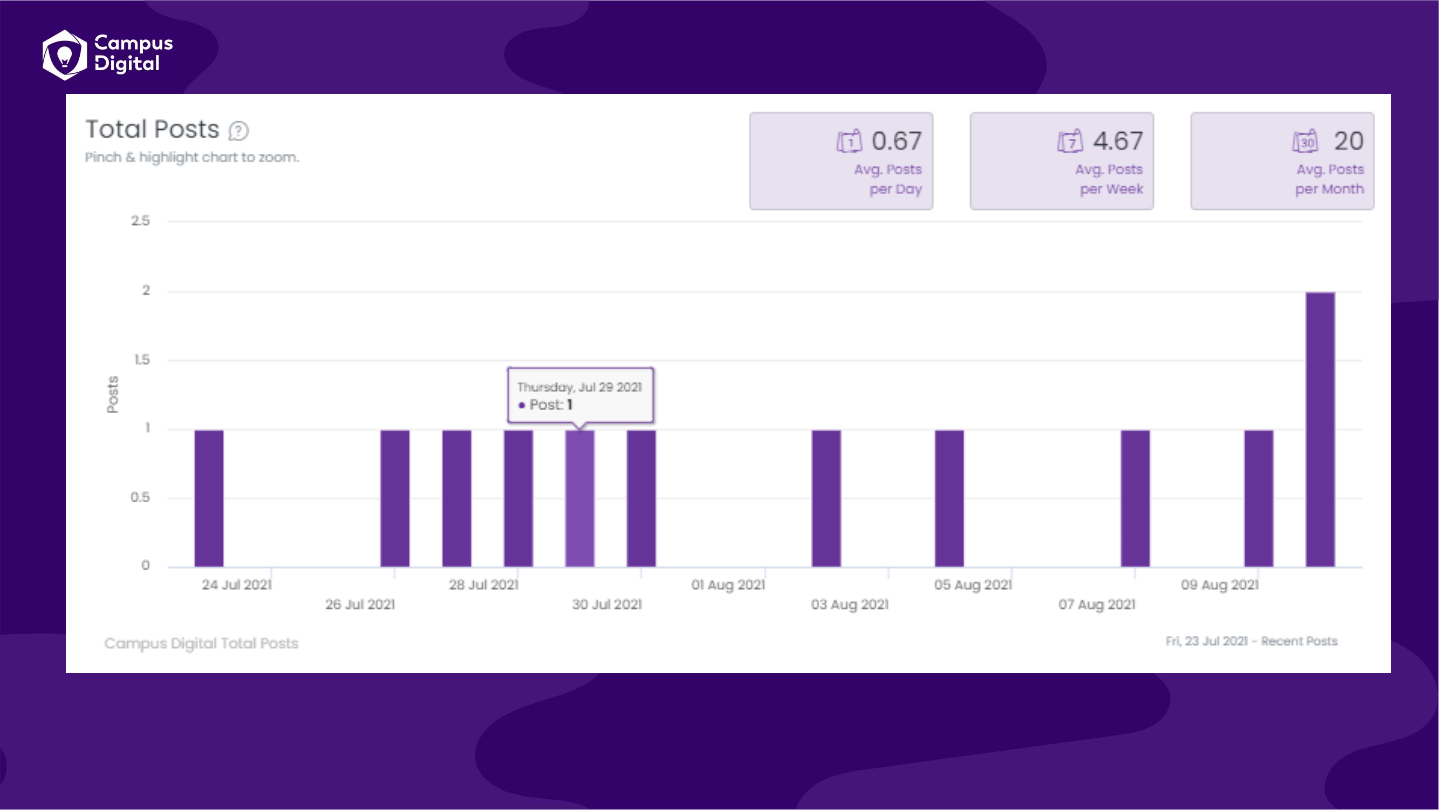 Campus
Digital
Total Posts ?
Pinch & highlight chart to zoom.
1 0.67
Avg. Posts
per Day
7 4.67
Avg. Posts
per Week
30 20
Avg. Posts
per Month
2.5
2
1.5
1
0.5
0
Posts
Thursday, Jul 29 2021
• Post: 1
24 Jul 2021
26 Jul 2021
28 Jul 2021
30 Jul 2021
01 Aug 2021
03 Aug 2021
05 Aug 2021
07 Aug 2021
09 Aug 2021
Campus Digital Total Posts
Fri, 23 Jul 2021 - Recent Posts